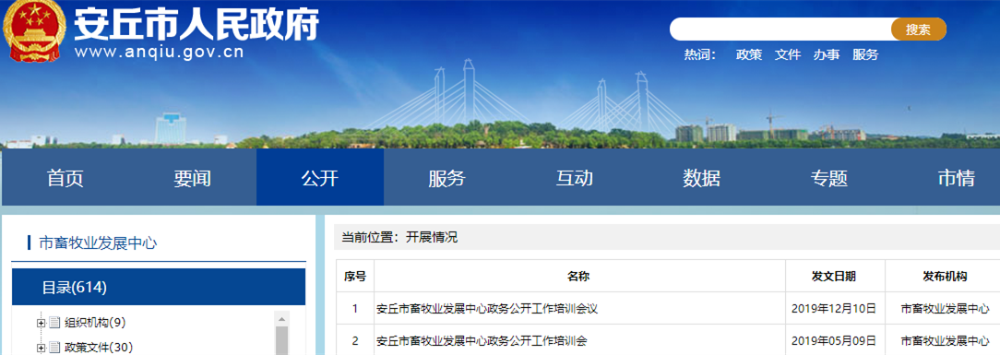 安丘市人民政府
www.anqiu.gov.cn
搜索
热词： 政策 文件 办事 服务
首页 要闻 公开 服务 互动 数据 专题 市情
市畜牧业发展中心
目录(614)
组织机构(9)
政策文件(30)
当前位置：开展情况
序号 名称 发文日期 发布机构
1 安丘市畜牧业发展中心政务公开工作培训会议 2019年12月10日 市畜牧业发展中心
2 安丘市畜牧业发展中心政务公开工作培训会 2019年05月09日 市畜牧业发展中心